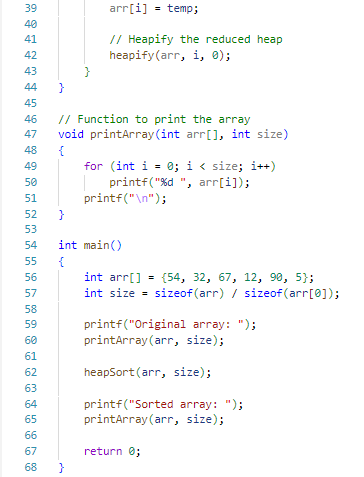 39 arr[i] = temp;
40
41 // Heapify the reduced heap
42 heapify(arr, i, 0);
43 }
44 }
45
46 // Function to print the array
47 void printArray(int arr[], int size)
48 {
49 for (int i = 0; i < size; i++)
50 printf("%d ", arr[i]);
51 printf("\n");
52 }
53
54 int main()
55 {
56 int arr[] = {54, 32, 67, 12, 90, 5};
57 int size = sizeof(arr) / sizeof(arr[0]);
58
59 printf("Original array: ");
60 printArray(arr, size);
61
62 heapSort(arr, size);
63
64 printf("Sorted array: ");
65 printArray(arr, size);
66
67 return 0;
68 }